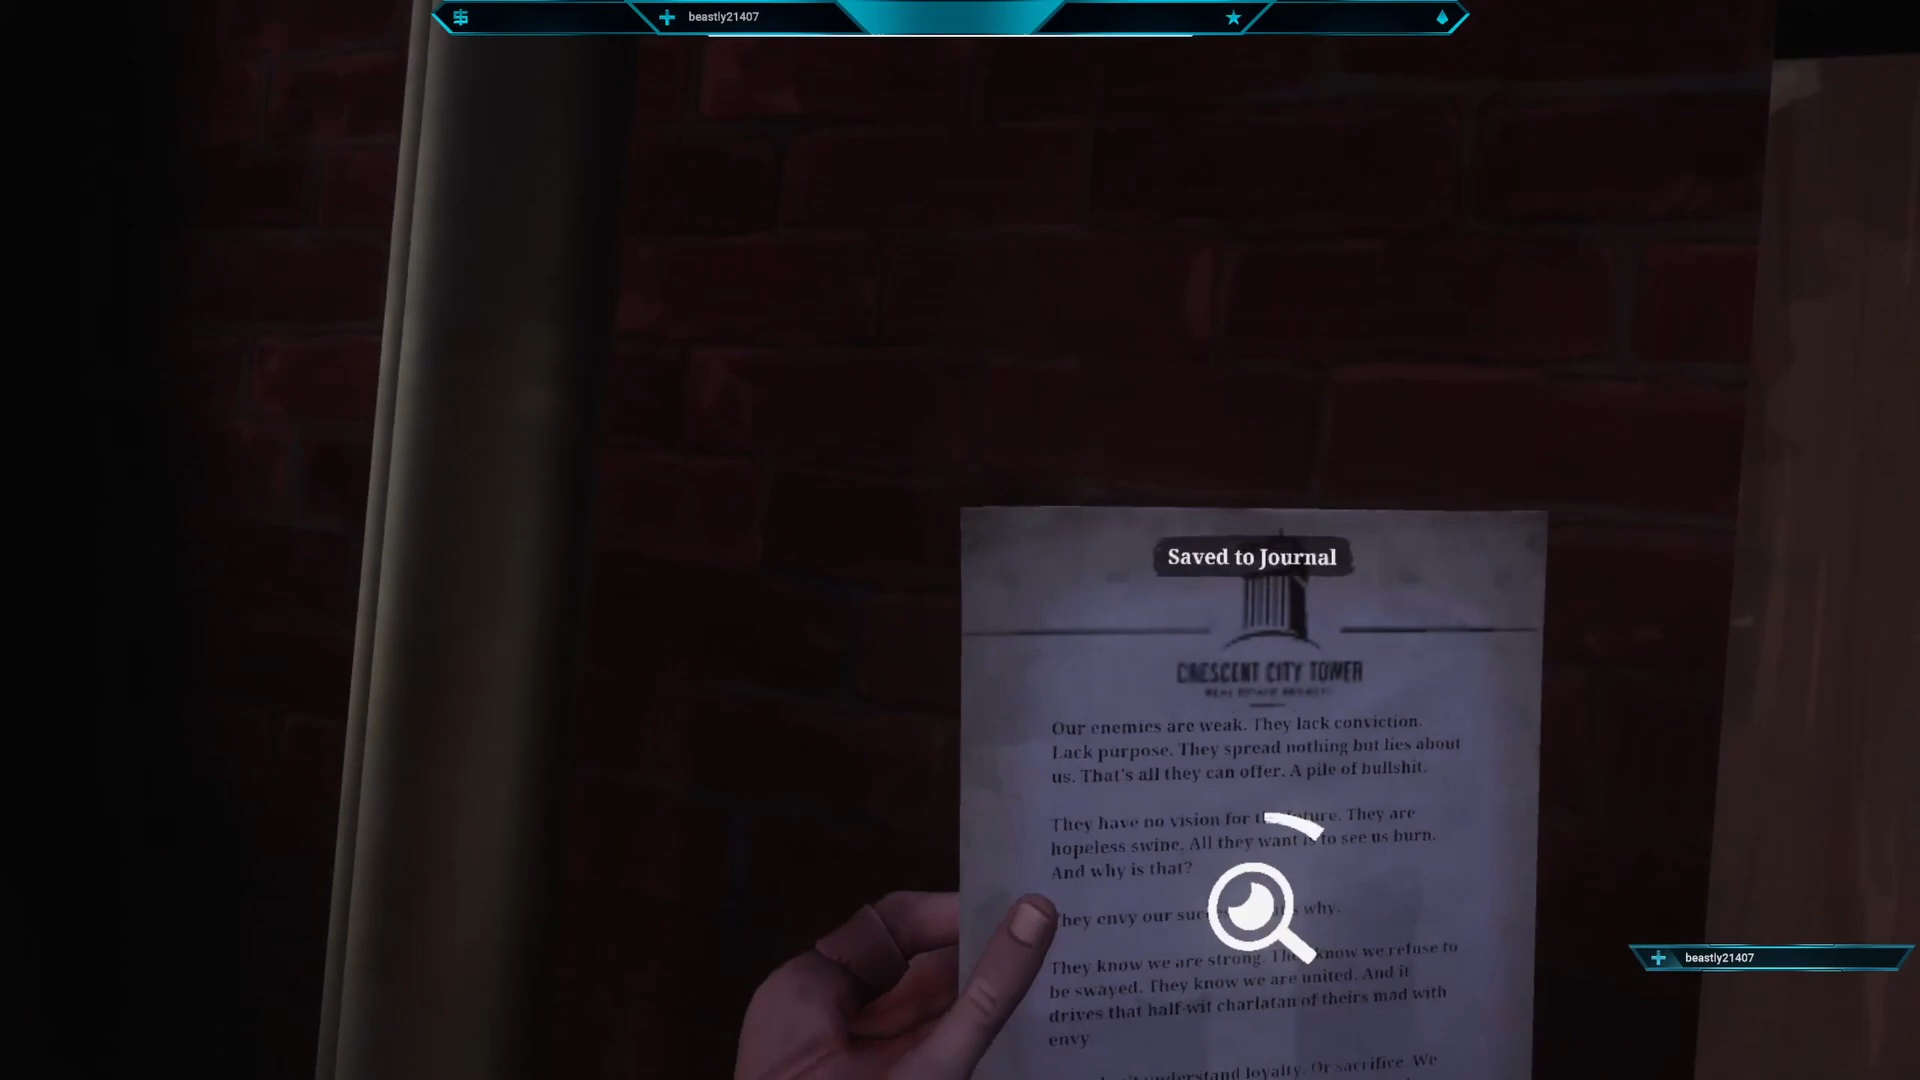 beastly21407
Saved to Journal
CRESCENT CITY TOWER
REAL ESTATE
Our enemies are weak. They lack conviction.
Lack purpose. They spread nothing but lies about
us. That's all they can offer. A pile of bullshit.
They have no vision for the future. They are
hopeless swine. All they want is to see us burn.
And why is that?
They envy our why.
They know we are strong. They know we refuse to
be swayed. They know we are united. And it
drives that half-wit charlatan of theirs mad with
envy
beastly21407
understand loyalty. Or sacrifice. We